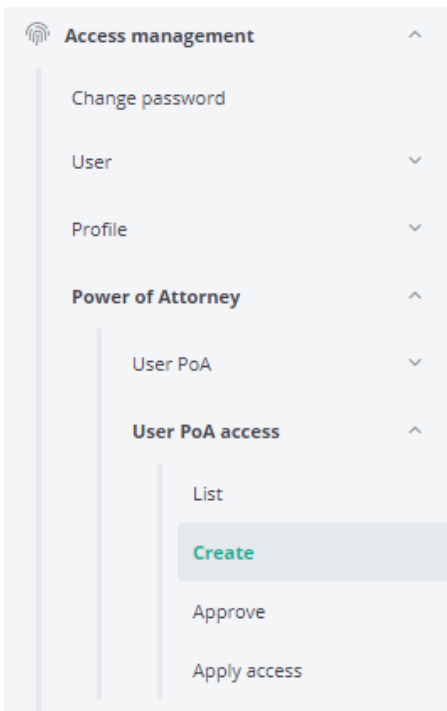 Access management
Change password
User
Profile
Power of Attorney
User PoA
User PoA access
List
Create
Approve
Apply access